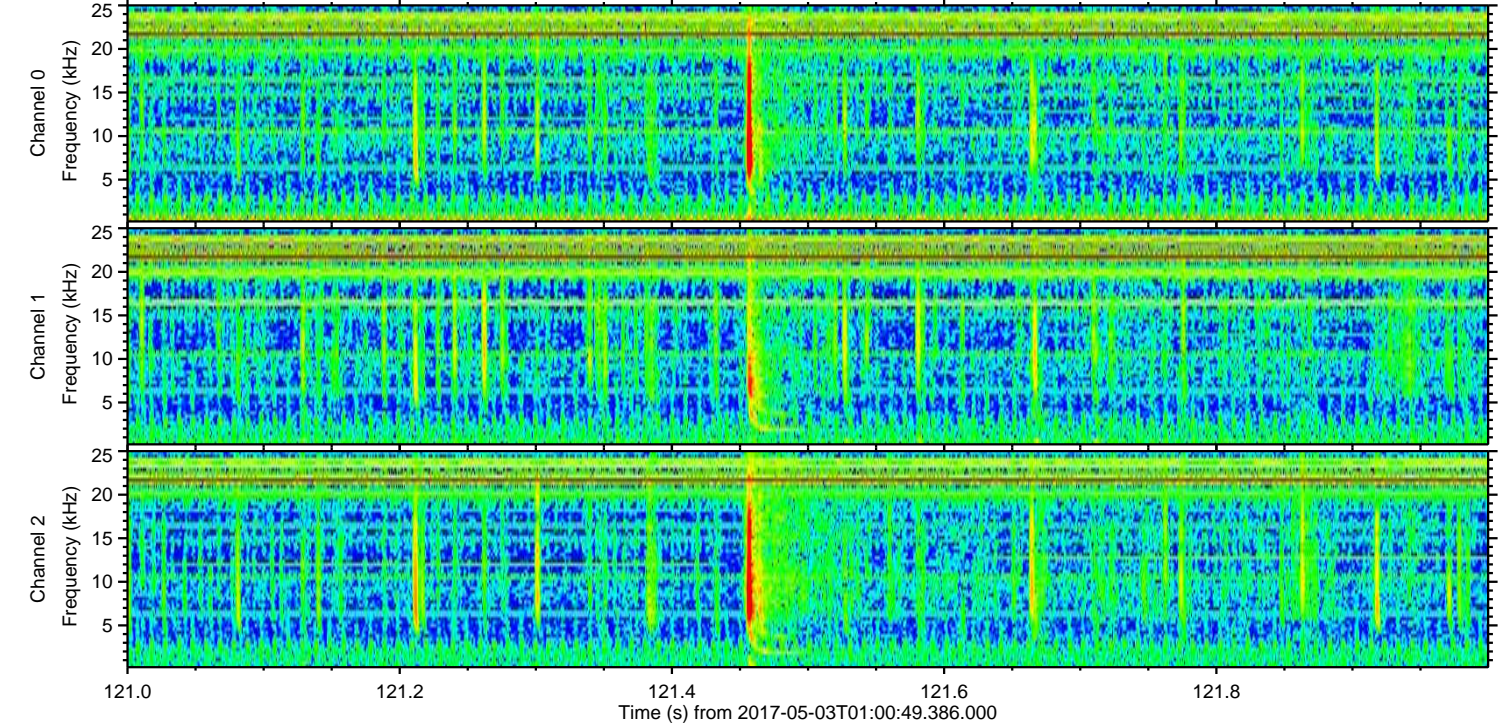 Channel 0
Frequency (kHz)
25
20
15
10
5
Channel 1
Frequency (kHz)
25
20
15
10
5
Channel 2
Frequency (kHz)
25
20
15
10
5
121.0 121.2 121.4 121.6 121.8
Time (s) from 2017-05-03T01:00:49.386.000